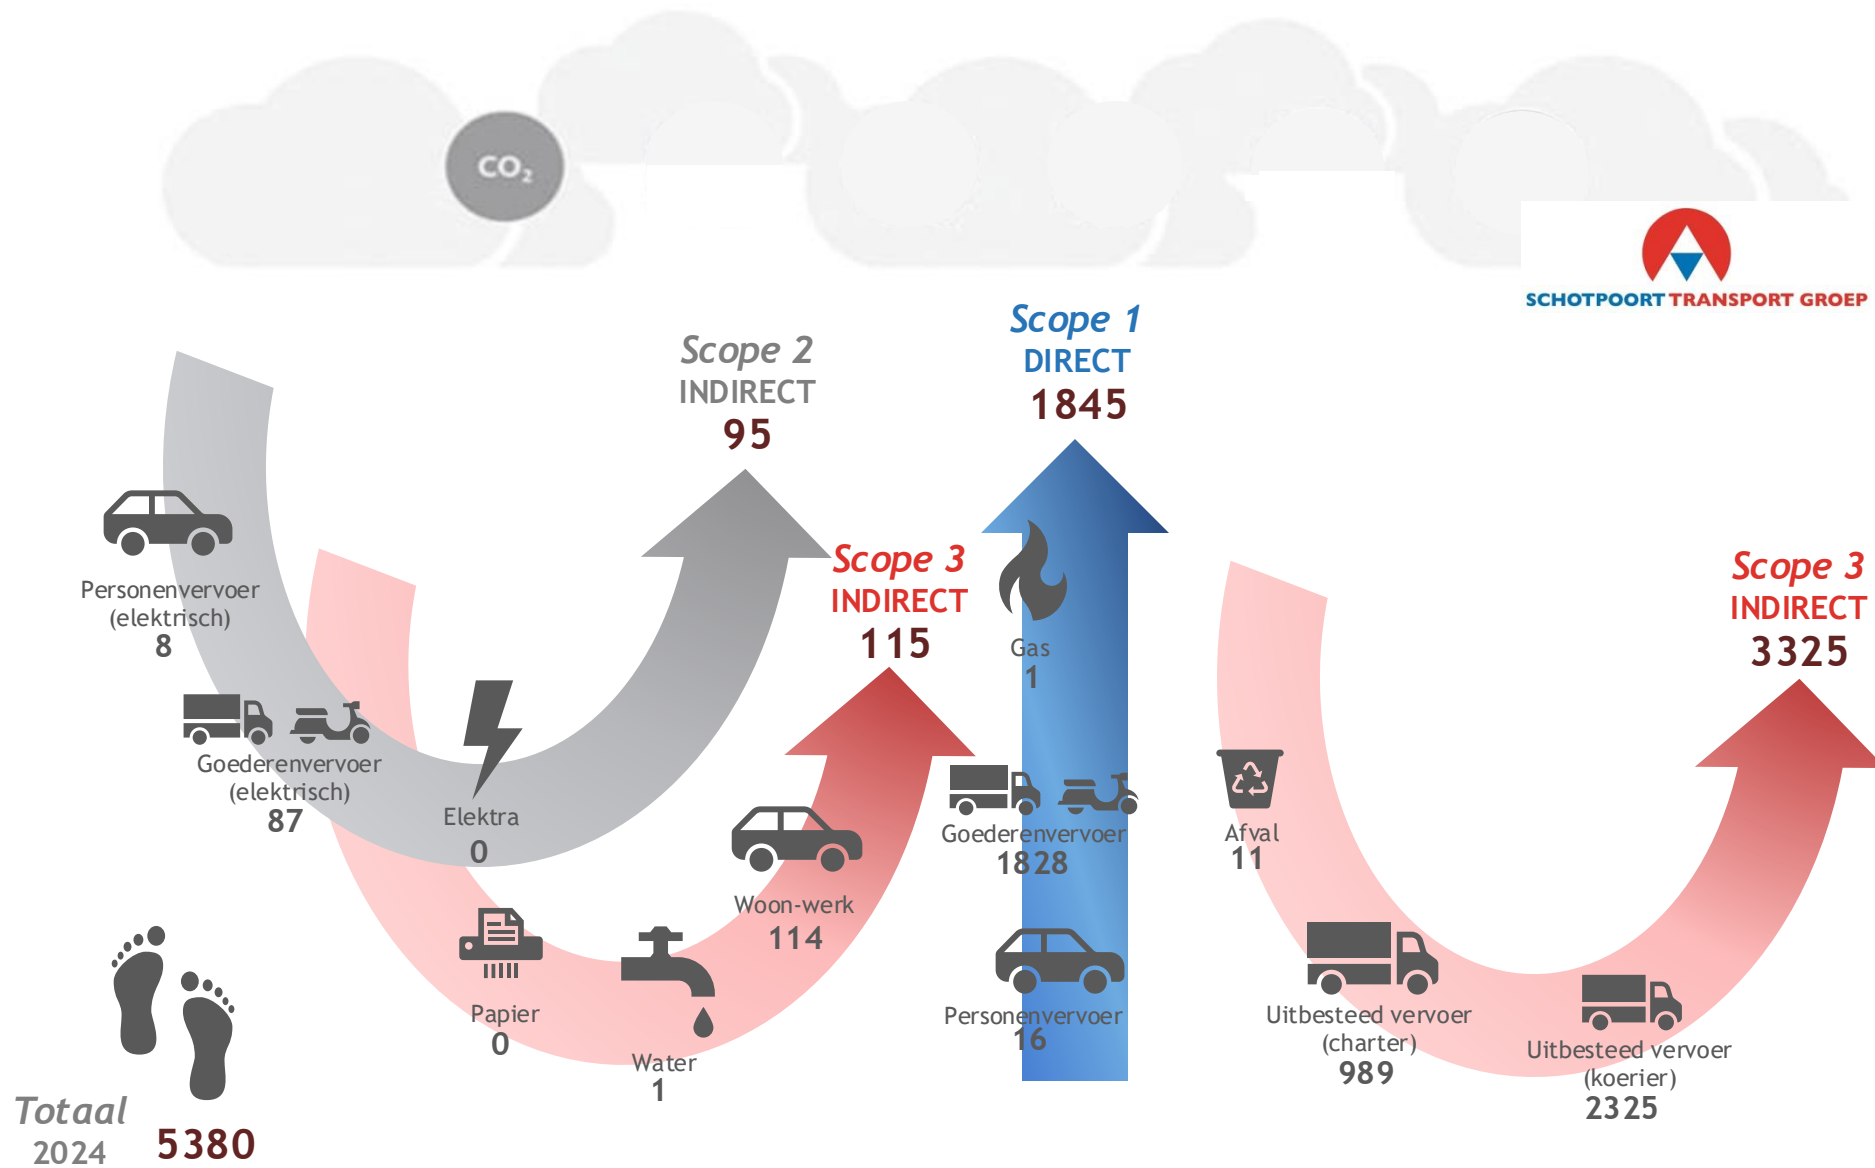 CO₂
SCHOTPOORT TRANSPORT GROEP
Scope 2
INDIRECT
95
Scope 1
DIRECT
1845
Scope 3
INDIRECT
115
Scope 3
INDIRECT
3325
Personenvervoer
(elektrisch)
8
Goederenvervoer
(elektrisch)
87
Elektra
0
Papier
0
Water
1
Woon-werk
114
Gas
1
Goederenvervoer
1828
Personenvervoer
16
Afval
11
Uitbesteed vervoer
(charter)
989
Uitbesteed vervoer
(koerier)
2325
Totaal
2024
5380